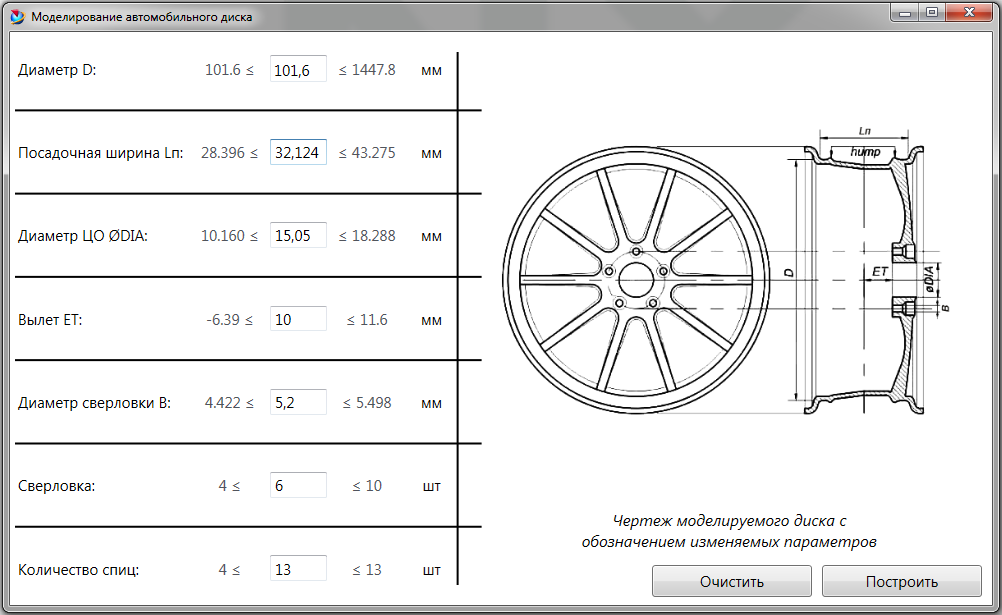 Моделирование автомобильного диска
Диаметр D: 101.6 ≤ 101,6 ≤ 1447.8 мм
Посадочная ширина Lп: 28.396 ≤ 32,124 ≤ 43.275 мм
Диаметр ЦО ØDIA: 10.160 ≤ 15,05 ≤ 18.288 мм
Вылет ET: -6.39 ≤ 10 ≤ 11.6 мм
Диаметр сверловки B: 4.422 ≤ 5,2 ≤ 5.498 мм
Сверловка: 4 ≤ 6 ≤ 10 шт
Количество спиц: 4 ≤ 13 ≤ 13 шт
Lп
hump
D
ET
øDIA
B
Чертеж моделируемого диска с
обозначением изменяемых параметров
Очистить Построить